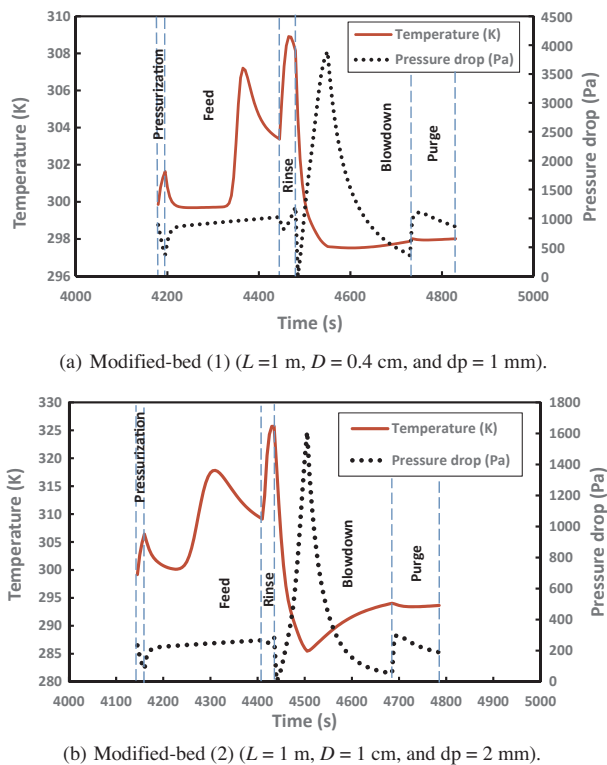 310
308
306
304
302
300
298
296
Temperature (K)
Pressurization
Feed
Rinse
Blowdown
Purge
Temperature (K)
Pressure drop (Pa)
4500
4000
3500
3000
2500
2000
1500
1000
500
0
Pressure drop (Pa)
4000 4200 4400 4600 4800 5000
Time (s)
(a) Modified-bed (1) (L =1 m, D = 0.4 cm, and dp = 1 mm).
330
325
320
315
310
305
300
295
290
285
280
Temperature (K)
Pressurization
Feed
Rinse
Blowdown
Purge
Temperature (K)
Pressure drop (Pa)
1800
1600
1400
1200
1000
800
600
400
200
0
Pressure drop (Pa)
4000 4100 4200 4300 4400 4500 4600 4700 4800 4900 5000
Time (s)
(b) Modified-bed (2) (L = 1 m, D = 1 cm, and dp = 2 mm).